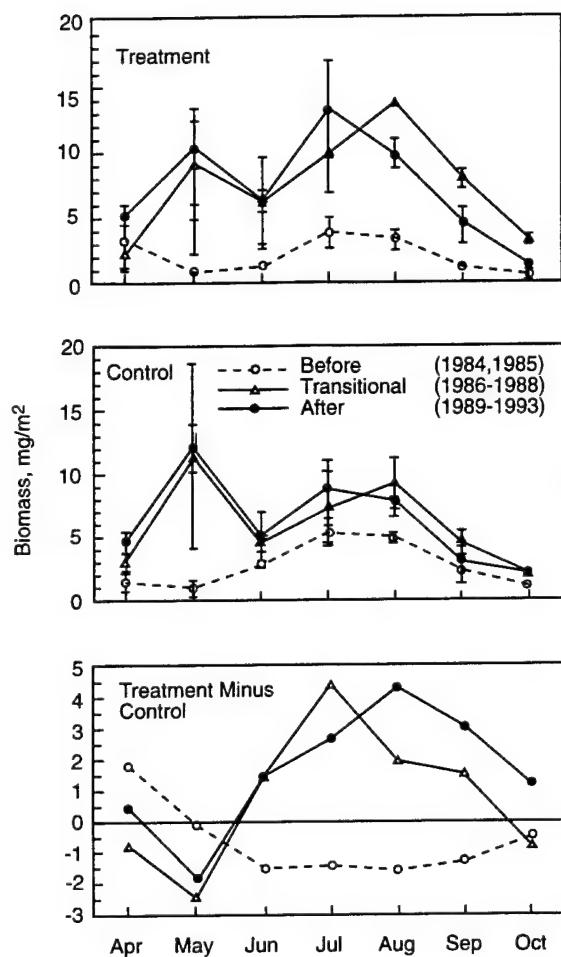 20
Treatment
15
10
5
0
20
Control
Before (1984,1985)
Transitional (1986-1988)
After (1989-1993)
15
10
5
0
Biomass, mg/m²
5
Treatment Minus
Control
4
3
2
1
0
-1
-2
-3
Apr May Jun Jul Aug Sep Oct